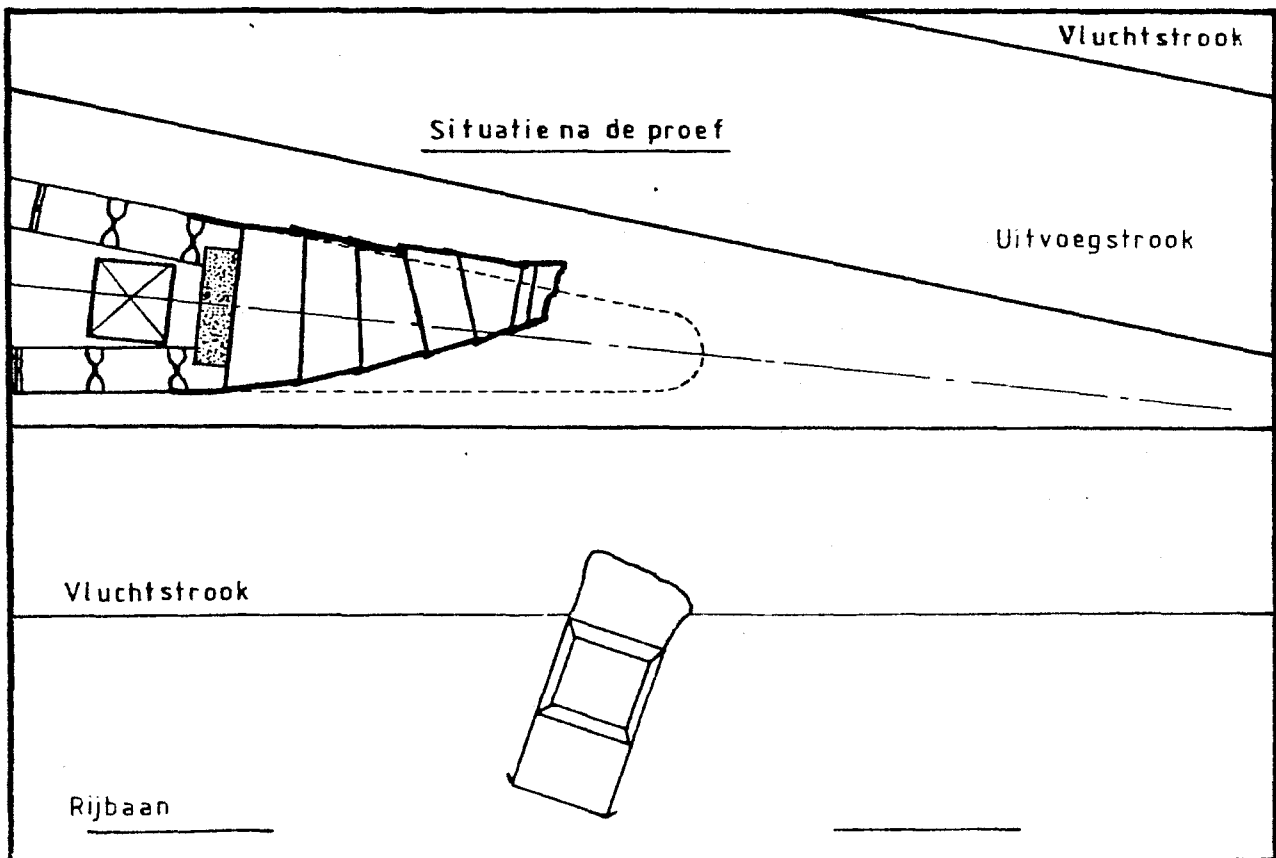 Vluchtstrook
Situatie na de proef
Uitvoegstrook
Vluchtstrook
Rijbaan